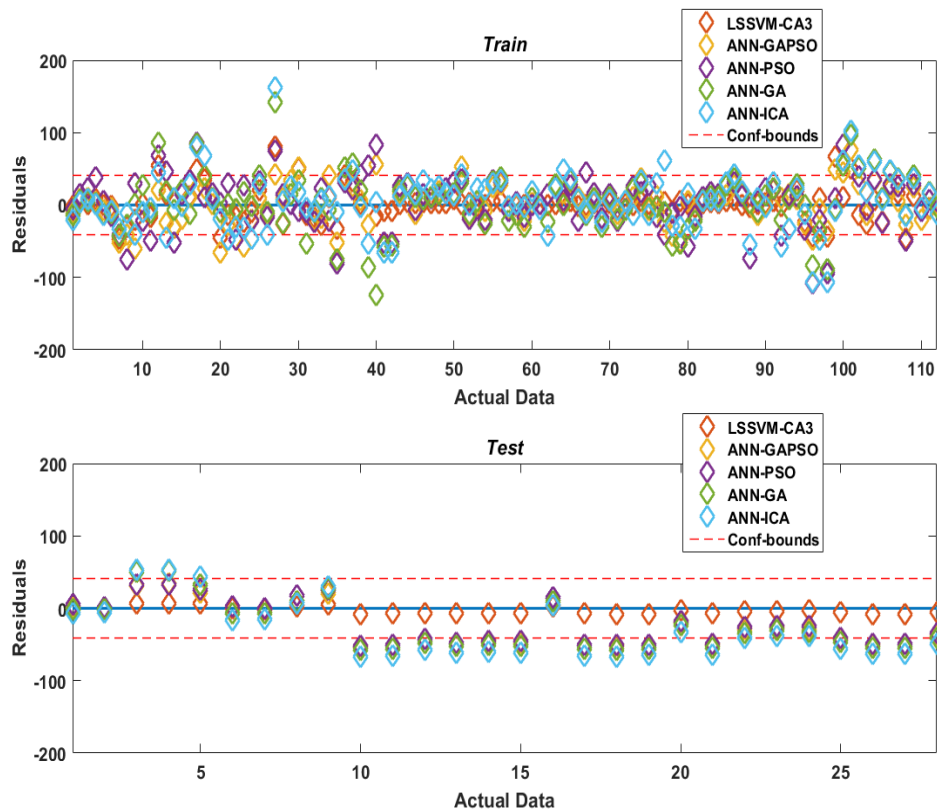 Train
LSSVM-CA3
ANN-GAPSO
ANN-PSO
ANN-GA
ANN-ICA
Conf-bounds
Residuals
200
100
0
-100
-200
10 20 30 40 50 60 70 80 90 100 110
Actual Data
Test
LSSVM-CA3
ANN-GAPSO
ANN-PSO
ANN-GA
ANN-ICA
Conf-bounds
Residuals
200
100
0
-100
-200
5 10 15 20 25
Actual Data